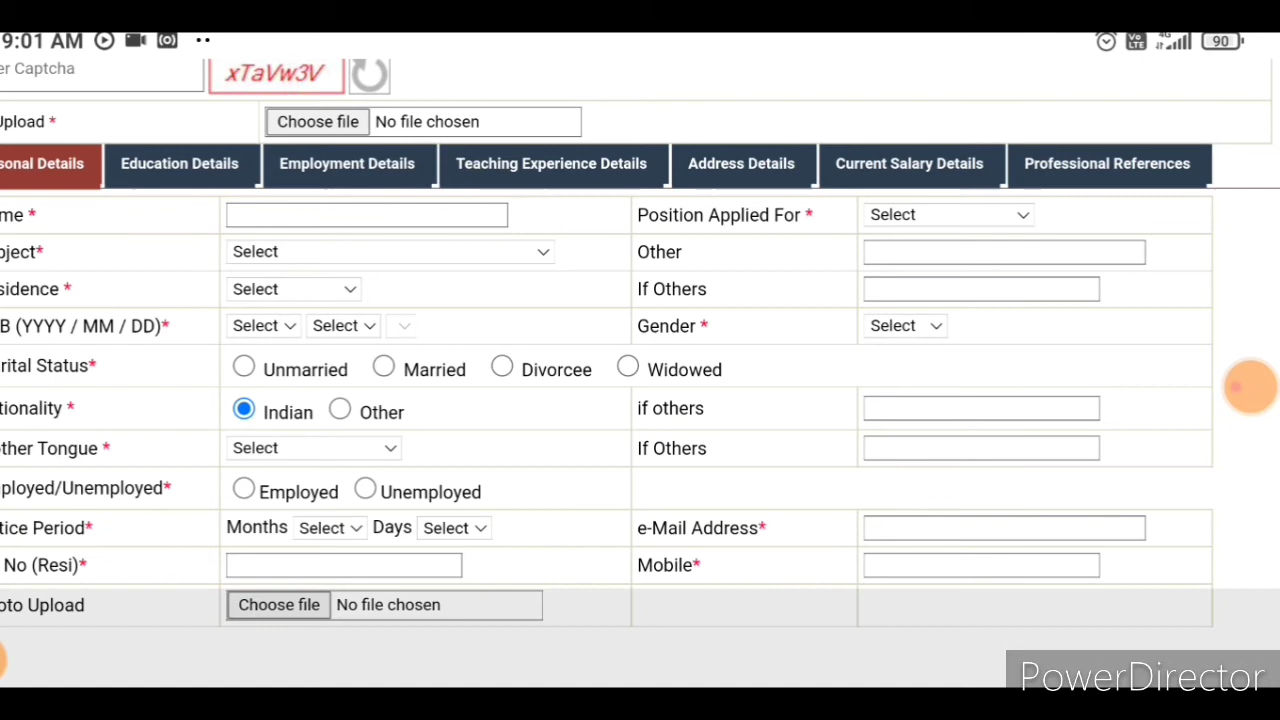 9:01 AM Vo LTE 4G 90
er Captcha xTaVw3V
Upload * Choose file No file chosen
sonal Details Education Details Employment Details Teaching Experience Details Address Details Current Salary Details Professional References
me * Position Applied For * Select
bject* Select Other
sidence * Select If Others
B (YYYY / MM / DD)* Select Select Gender * Select
rital Status* Unmarried Married Divorcee Widowed
tionality * Indian Other if others
ther Tongue * Select If Others
ployed/Unemployed* Employed Unemployed
tice Period* Months Select Days Select e-Mail Address*
No (Resi)* Mobile*
oto Upload Choose file No file chosen
PowerDirector